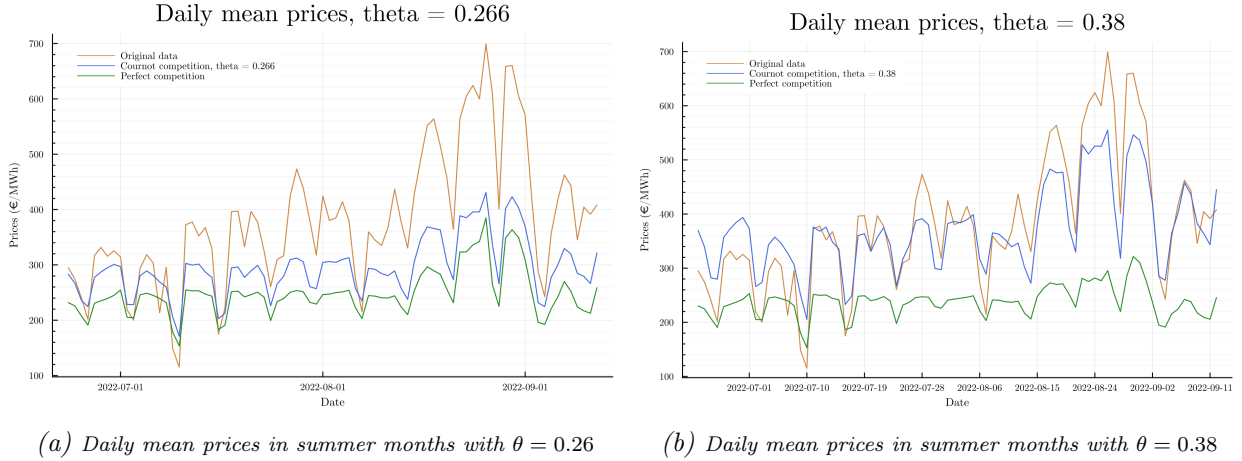 Daily mean prices, theta = 0.266
700
600
500
400
300
200
100
Prices (€/MWh)
Original data
Cournot competition, theta = 0.266
Perfect competition
2022-07-01
2022-08-01
2022-09-01
Date
(a) Daily mean prices in summer months with θ = 0.26
Daily mean prices, theta = 0.38
700
600
500
400
300
200
100
Prices (€/MWh)
Original data
Cournot competition, theta = 0.38
Perfect competition
2022-07-01
2022-07-10
2022-07-19
2022-07-28
2022-08-06
2022-08-15
2022-08-24
2022-09-02
2022-09-11
Date
(b) Daily mean prices in summer months with θ = 0.38